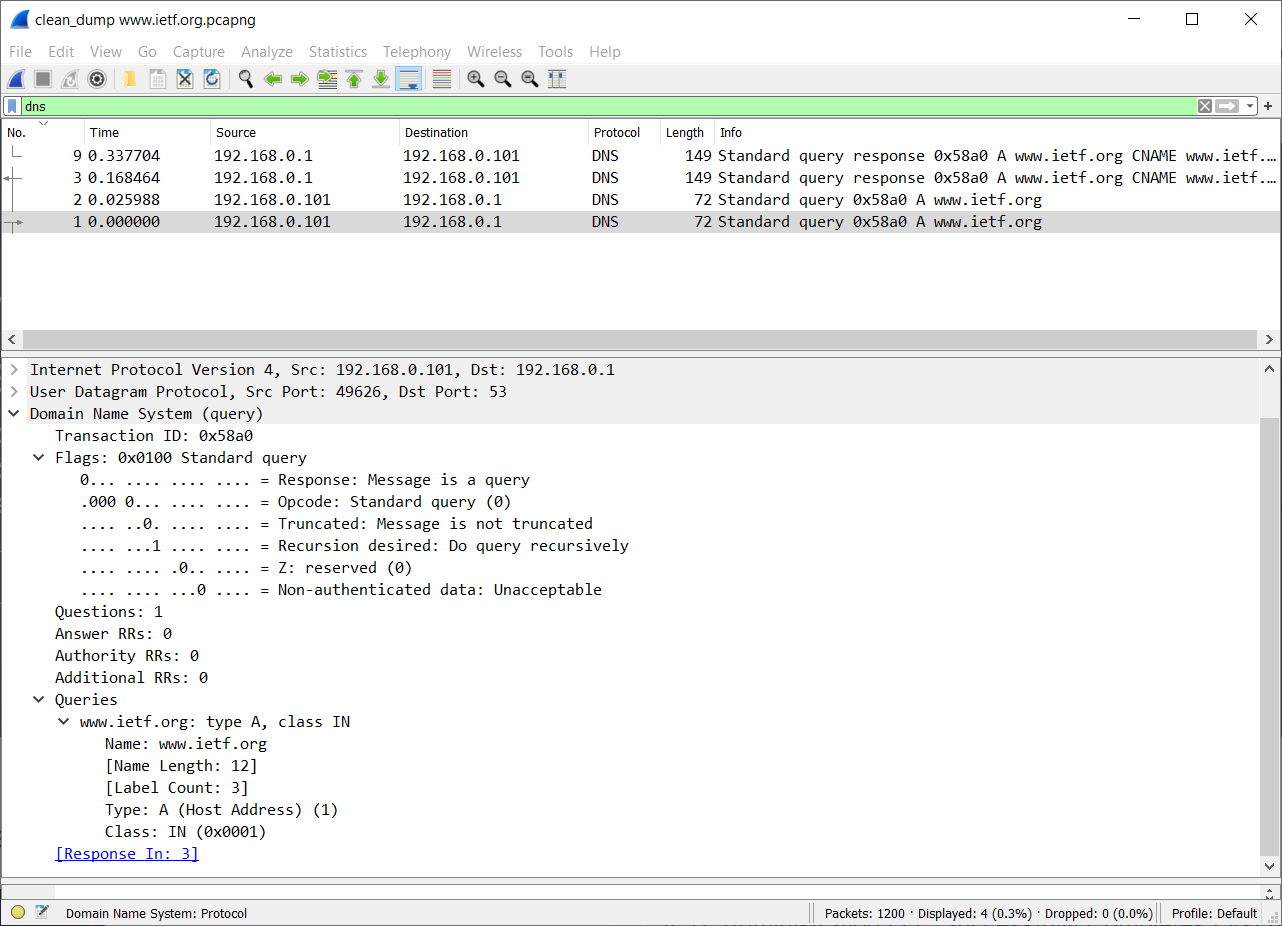 clean_dump www.ietf.org.pcapng
File Edit View Go Capture Analyze Statistics Telephony Wireless Tools Help
dns
No. Time Source Destination Protocol Length Info
9 0.337704 192.168.0.1 192.168.0.101 DNS 149 Standard query response 0x58a0 A www.ietf.org CNAME www.ietf.…
3 0.168464 192.168.0.1 192.168.0.101 DNS 149 Standard query response 0x58a0 A www.ietf.org CNAME www.ietf.…
2 0.025988 192.168.0.101 192.168.0.1 DNS 72 Standard query 0x58a0 A www.ietf.org
1 0.000000 192.168.0.101 192.168.0.1 DNS 72 Standard query 0x58a0 A www.ietf.org
Internet Protocol Version 4, Src: 192.168.0.101, Dst: 192.168.0.1
User Datagram Protocol, Src Port: 49626, Dst Port: 53
Domain Name System (query)
Transaction ID: 0x58a0
Flags: 0x0100 Standard query
0... .... .... .... = Response: Message is a query
.000 0... .... .... = Opcode: Standard query (0)
.... ..0. .... .... = Truncated: Message is not truncated
.... ...1 .... .... = Recursion desired: Do query recursively
.... .... .0.. .... = Z: reserved (0)
.... .... ...0 .... = Non-authenticated data: Unacceptable
Questions: 1
Answer RRs: 0
Authority RRs: 0
Additional RRs: 0
Queries
www.ietf.org: type A, class IN
Name: www.ietf.org
[Name Length: 12]
[Label Count: 3]
Type: A (Host Address) (1)
Class: IN (0x0001)
[Response In: 3]
Domain Name System: Protocol
Packets: 1200 · Displayed: 4 (0.3%) · Dropped: 0 (0.0%)
Profile: Default